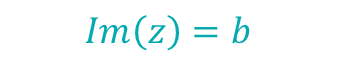 Im(z) = b